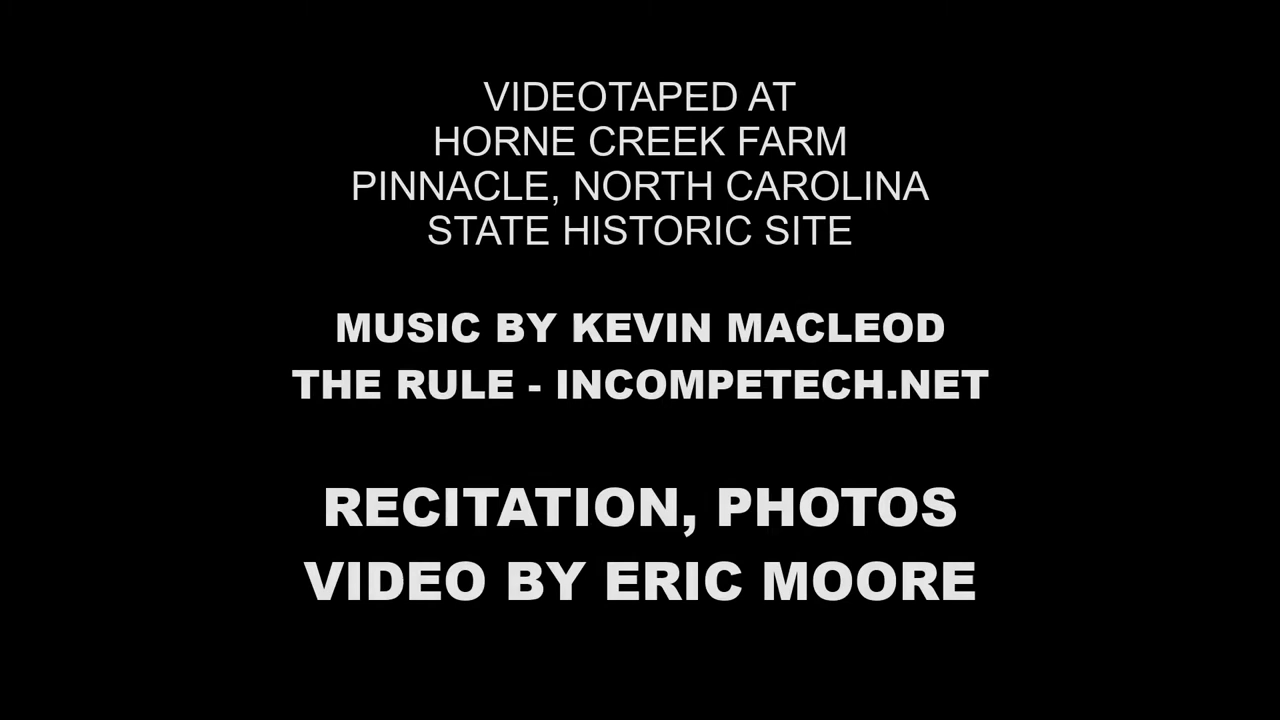 VIDEOTAPED AT
HORNE CREEK FARM
PINNACLE, NORTH CAROLINA
STATE HISTORIC SITE
MUSIC BY KEVIN MACLEOD
THE RULE - INCOMPETECH.NET
RECITATION, PHOTOS
VIDEO BY ERIC MOORE